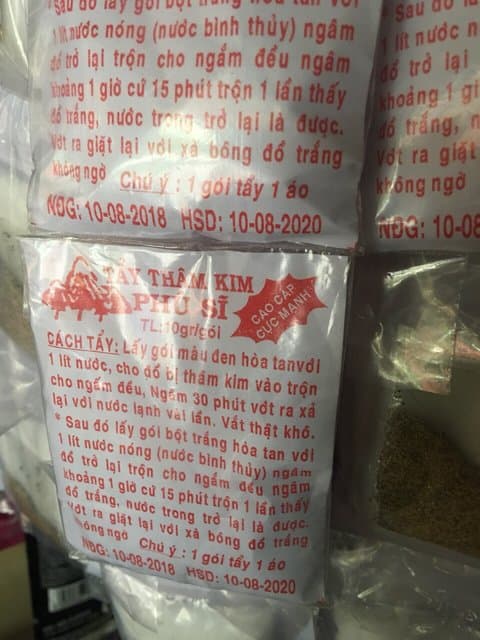 * Sau đó lấy gói bột trắng hòa tan với
1 lít nước nóng (nước bình thủy) ngâm
đồ trở lại trộn cho ngấm đều ngâm
khoảng 1 giờ cứ 15 phút trộn 1 lần thấy
đồ trắng, nước trong trở lại là được.
Vớt ra giặt lại với xà bông đồ trắng
không ngờ Chú ý : 1 gói tẩy 1 áo
NĐG: 10-08-2018 HSD: 10-08-2020
* Sau đó
1 lít nước n
đồ trở lại
khoảng 1 gi
đồ trắng, n
Vớt ra giặt
không ngờ
NĐG: 10-08
TẨY THÂM KIM
PHÙ SĨ
TL:10gr/gói
CAO CẤP
CỰC MẠNH
CÁCH TẨY: Lấy gói màu đen hòa tan với
1 lít nước, cho đồ bị thâm kim vào trộn
cho ngấm đều, Ngâm 30 phút vớt ra xả
lại với nước lạnh vài lần. Vắt thật khô.
* Sau đó lấy gói bột trắng hòa tan với
1 lít nước nóng (nước bình thủy) ngâm
đồ trở lại trộn cho ngấm đều ngâm
khoảng 1 giờ cứ 15 phút trộn 1 lần thấy
đồ trắng, nước trong trở lại là được.
Vớt ra giặt lại với xà bông đồ trắng
không ngờ Chú ý : 1 gói tẩy 1 áo
NĐG: 10-08-2018 HSD: 10-08-2020